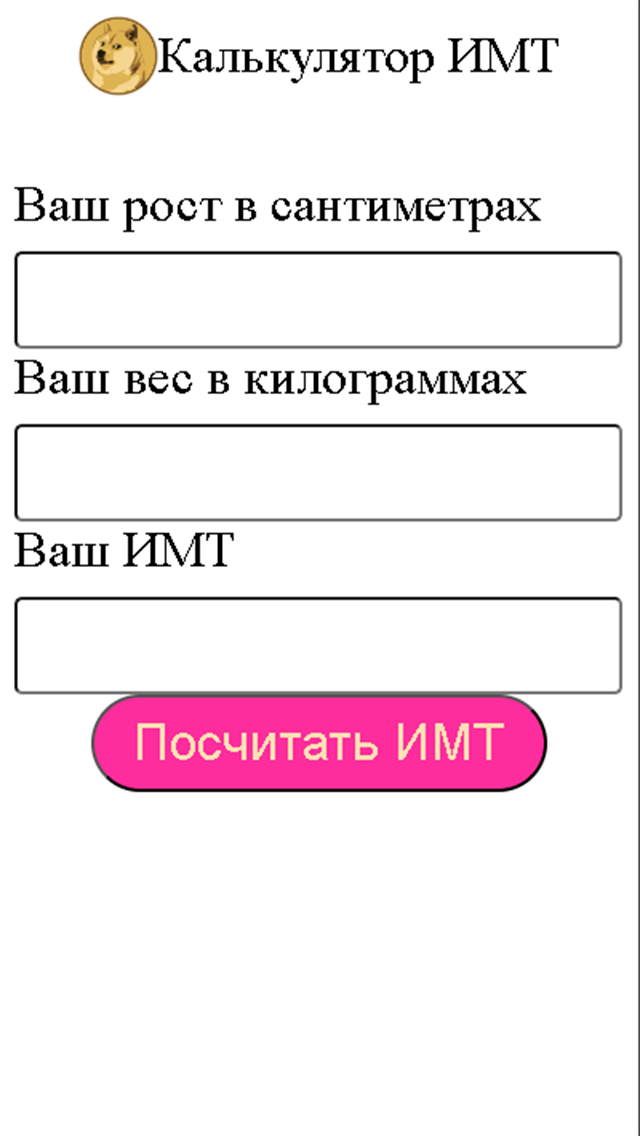 Калькулятор ИМТ
Ваш рост в сантиметрах
Ваш вес в килограммах
Ваш ИМТ
Посчитать ИМТ